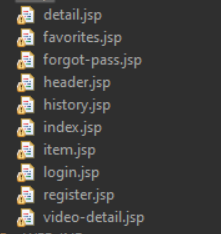 detail.jsp
favorites.jsp
forgot-pass.jsp
header.jsp
history.jsp
index.jsp
item.jsp
login.jsp
register.jsp
video-detail.jsp